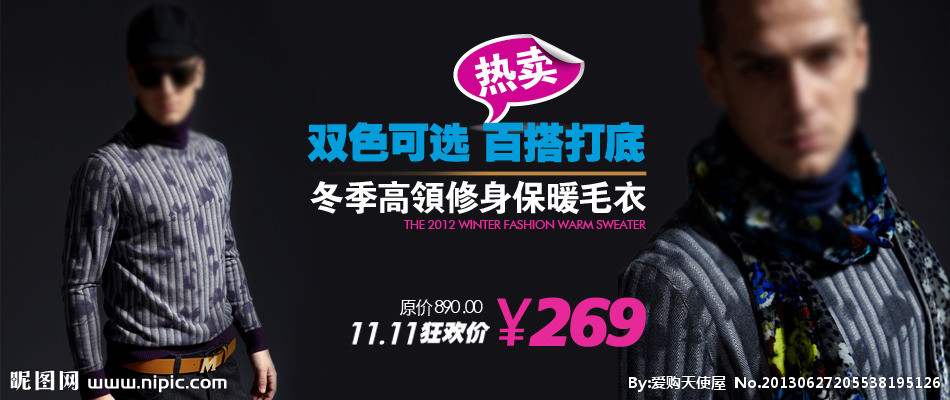 热卖
双色可选 百搭打底
冬季高領修身保暖毛衣
THE 2012 WINTER FASHION WARM SWEATER
原价890.00
11.11狂欢价 ¥269
M
昵图网 www.nipic.com
By:爱购天使屋 No.20130627205538195126